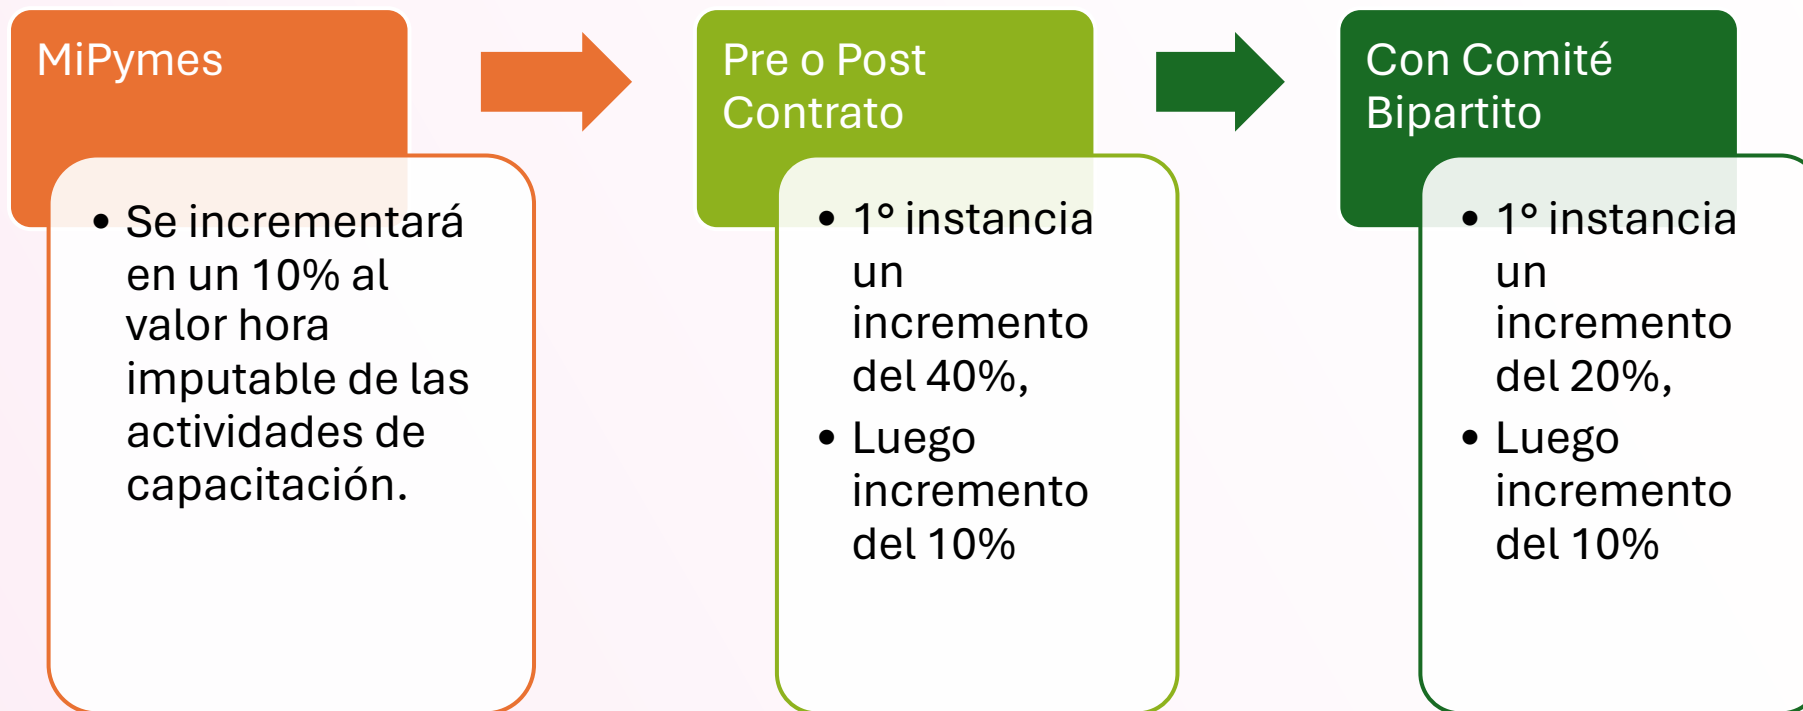 MiPymes
• Se incrementará
en un 10% al
valor hora
imputable de las
actividades de
capacitación.
Pre o Post
Contrato
• 1° instancia
un
incremento
del 40%,
• Luego
incremento
del 10%
Con Comité
Bipartito
• 1° instancia
un
incremento
del 20%,
• Luego
incremento
del 10%